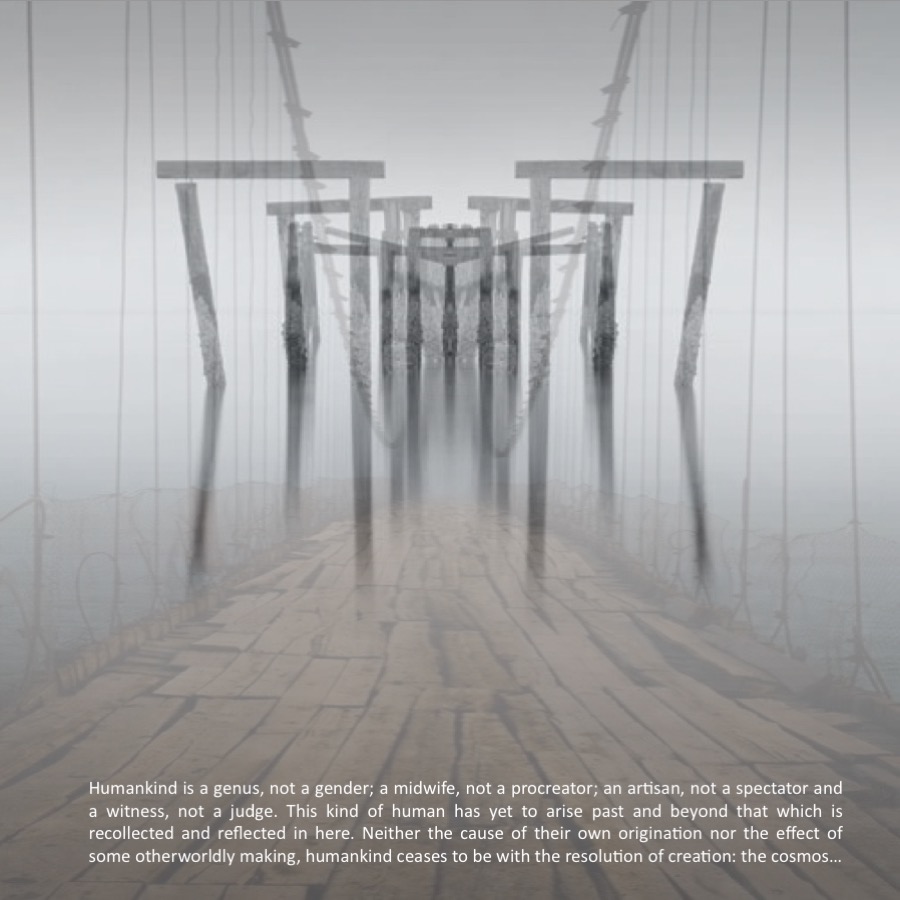 Humankind is a genus, not a gender; a midwife, not a procreator; an artisan, not a spectator and
a witness, not a judge. This kind of human has yet to arise past and beyond that which is
recollected and reflected in here. Neither the cause of their own origination nor the effect of
some otherworldly making, humankind ceases to be with the resolution of creation: the cosmos…